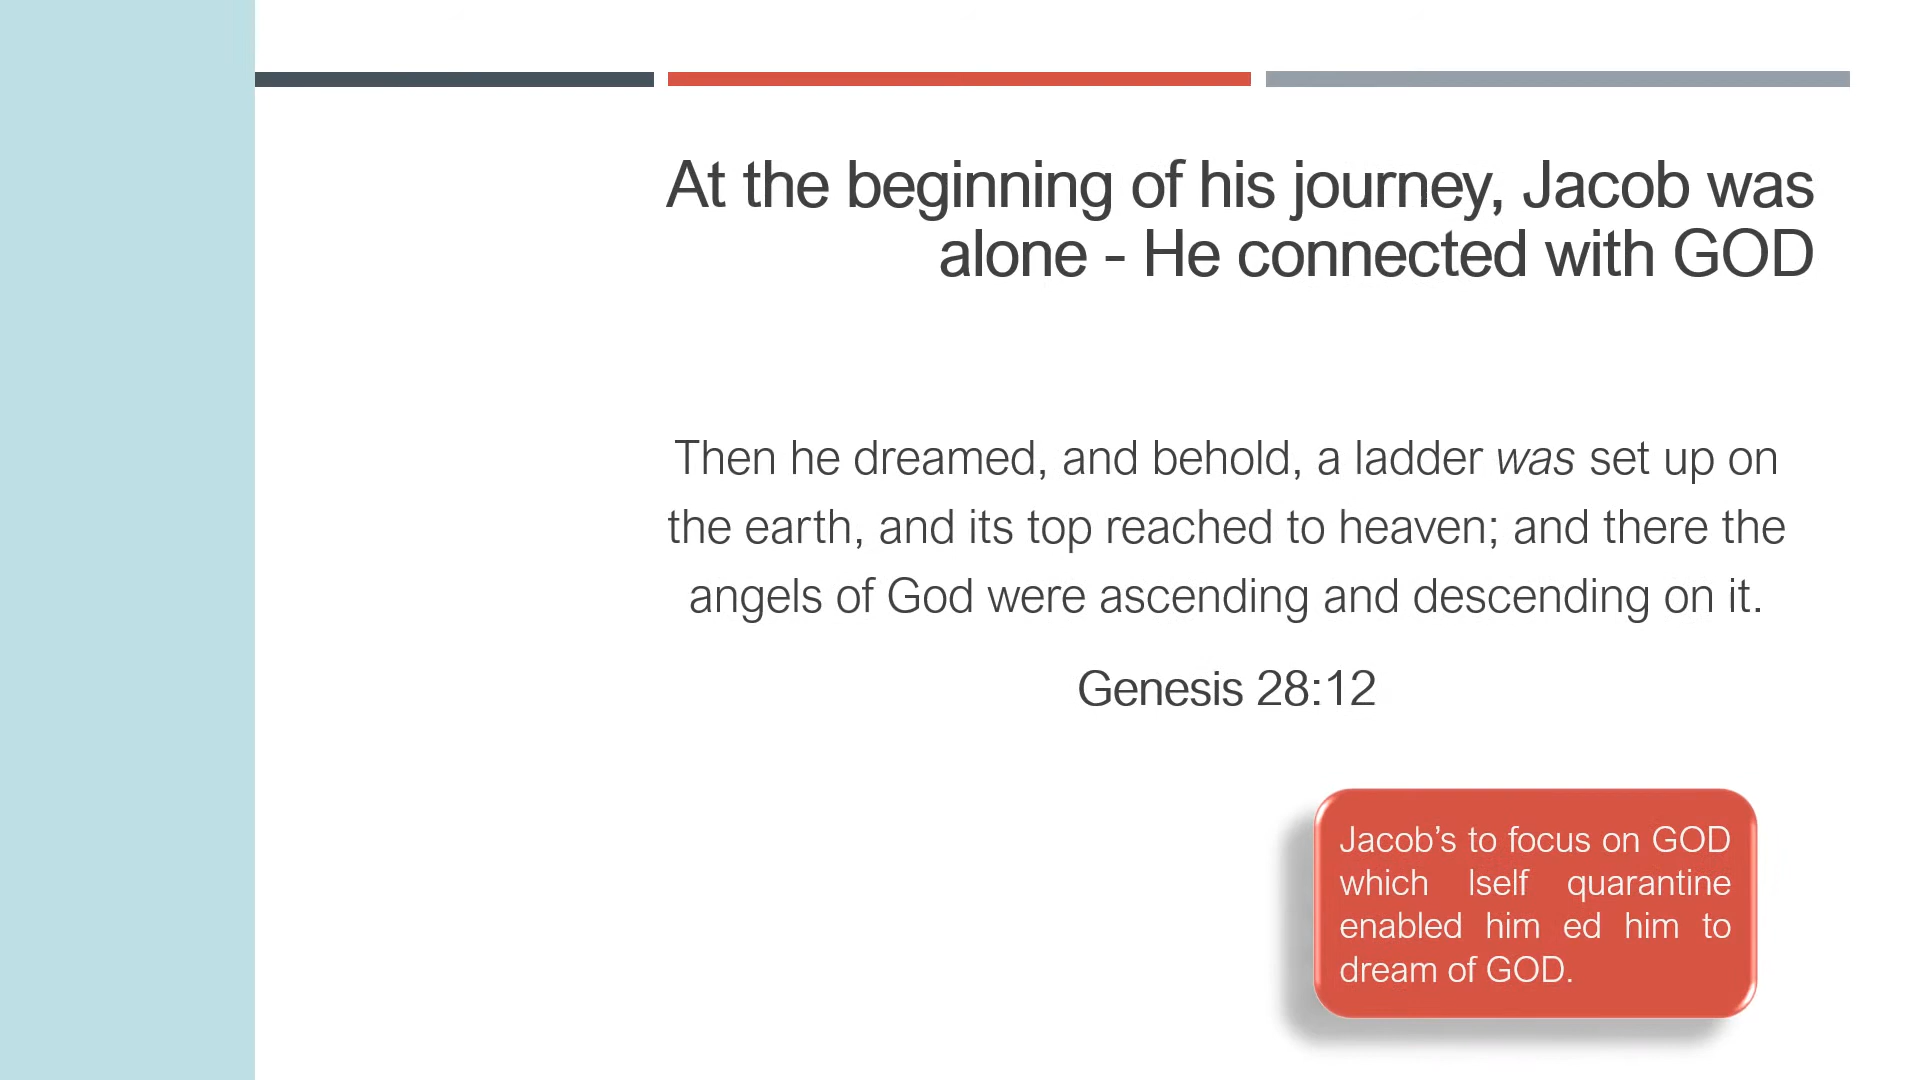 At the beginning of his journey, Jacob was
alone - He connected with GOD
Then he dreamed, and behold, a ladder was set up on
the earth, and its top reached to heaven; and there the
angels of God were ascending and descending on it.
Genesis 28:12
Jacob’s to focus on GOD
which lself quarantine
enabled him ed him to
dream of GOD.